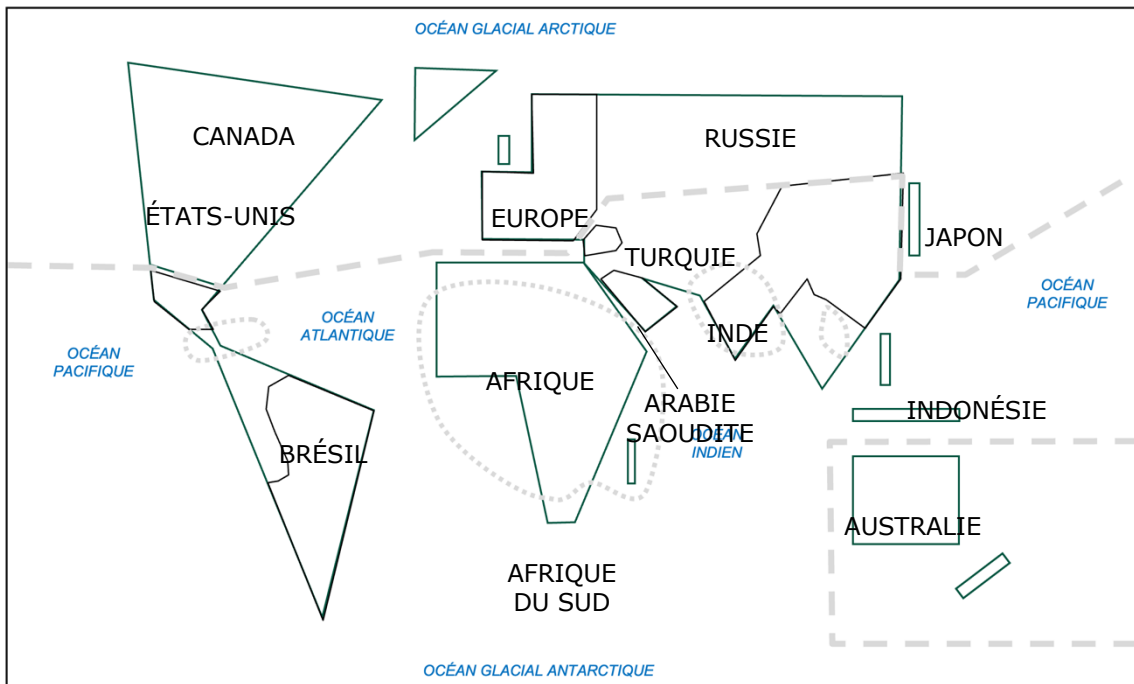 OCÉAN GLACIAL ARCTIQUE
CANADA
RUSSIE
ÉTATS-UNIS
EUROPE
JAPON
TURQUIE
OCÉAN
PACIFIQUE
OCÉAN
ATLANTIQUE
INDE
OCÉAN
PACIFIQUE
AFRIQUE
ARABIE
SAOUDITE
INDONÉSIE
OCÉAN
INDIEN
BRÉSIL
AUSTRALIE
AFRIQUE
DU SUD
OCÉAN GLACIAL ANTARCTIQUE